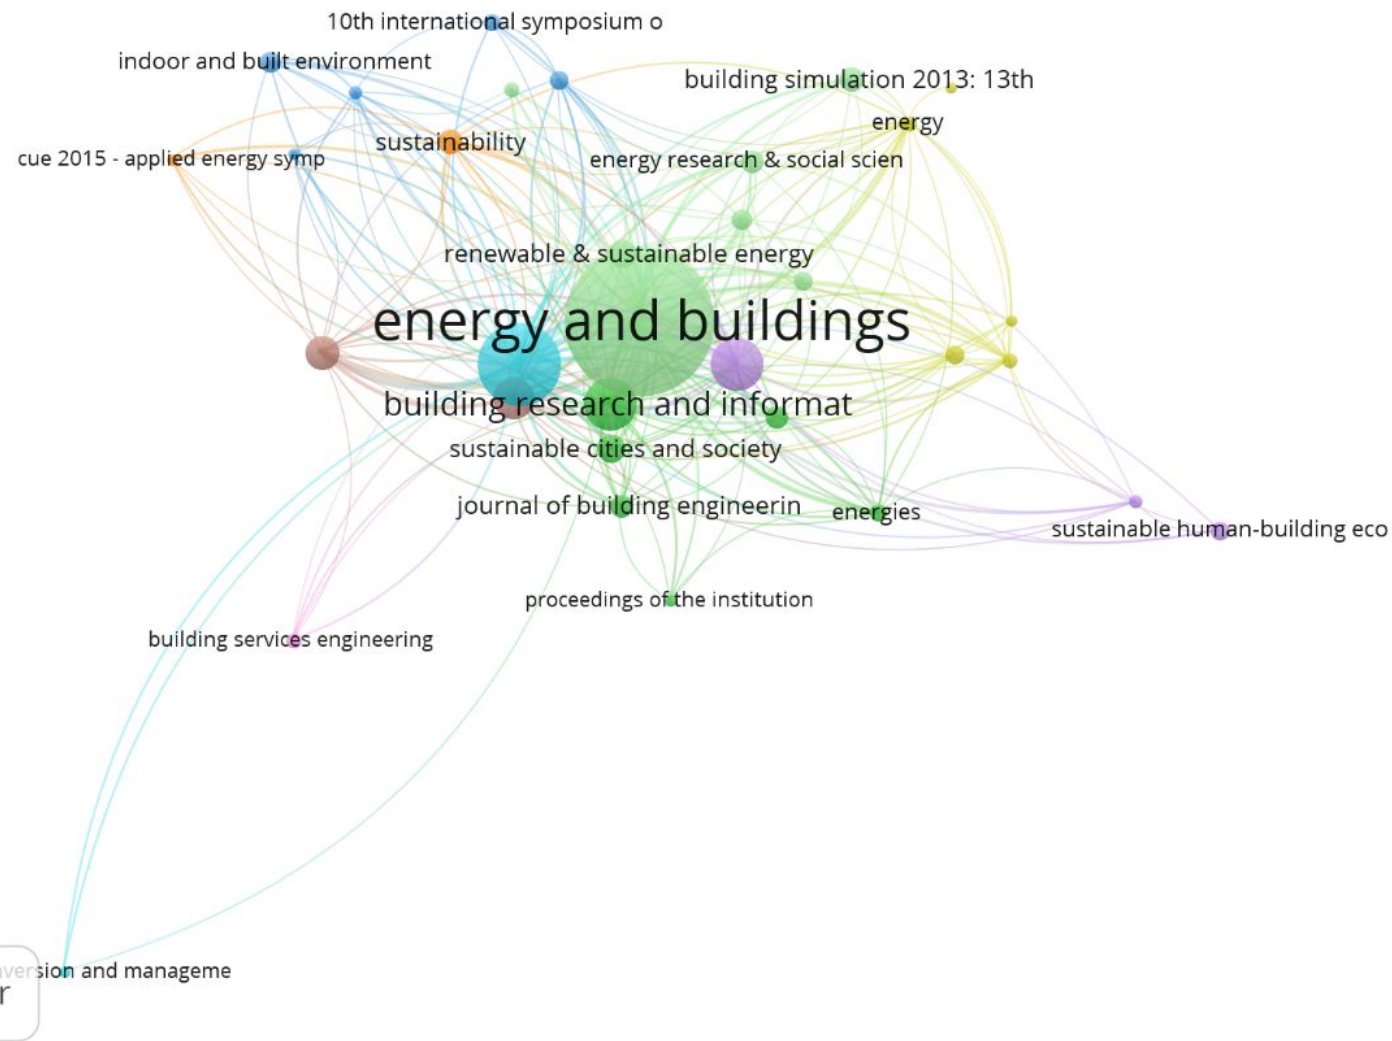 10th international symposium o
indoor and built environment
building simulation 2013: 13th
energy
sustainability
cue 2015 - applied energy symp
energy research & social scien
renewable & sustainable energy
energy and buildings
building research and informat
sustainable cities and society
journal of building engineerin
energies
sustainable human-building eco
proceedings of the institution
building services engineering
version and manageme
r